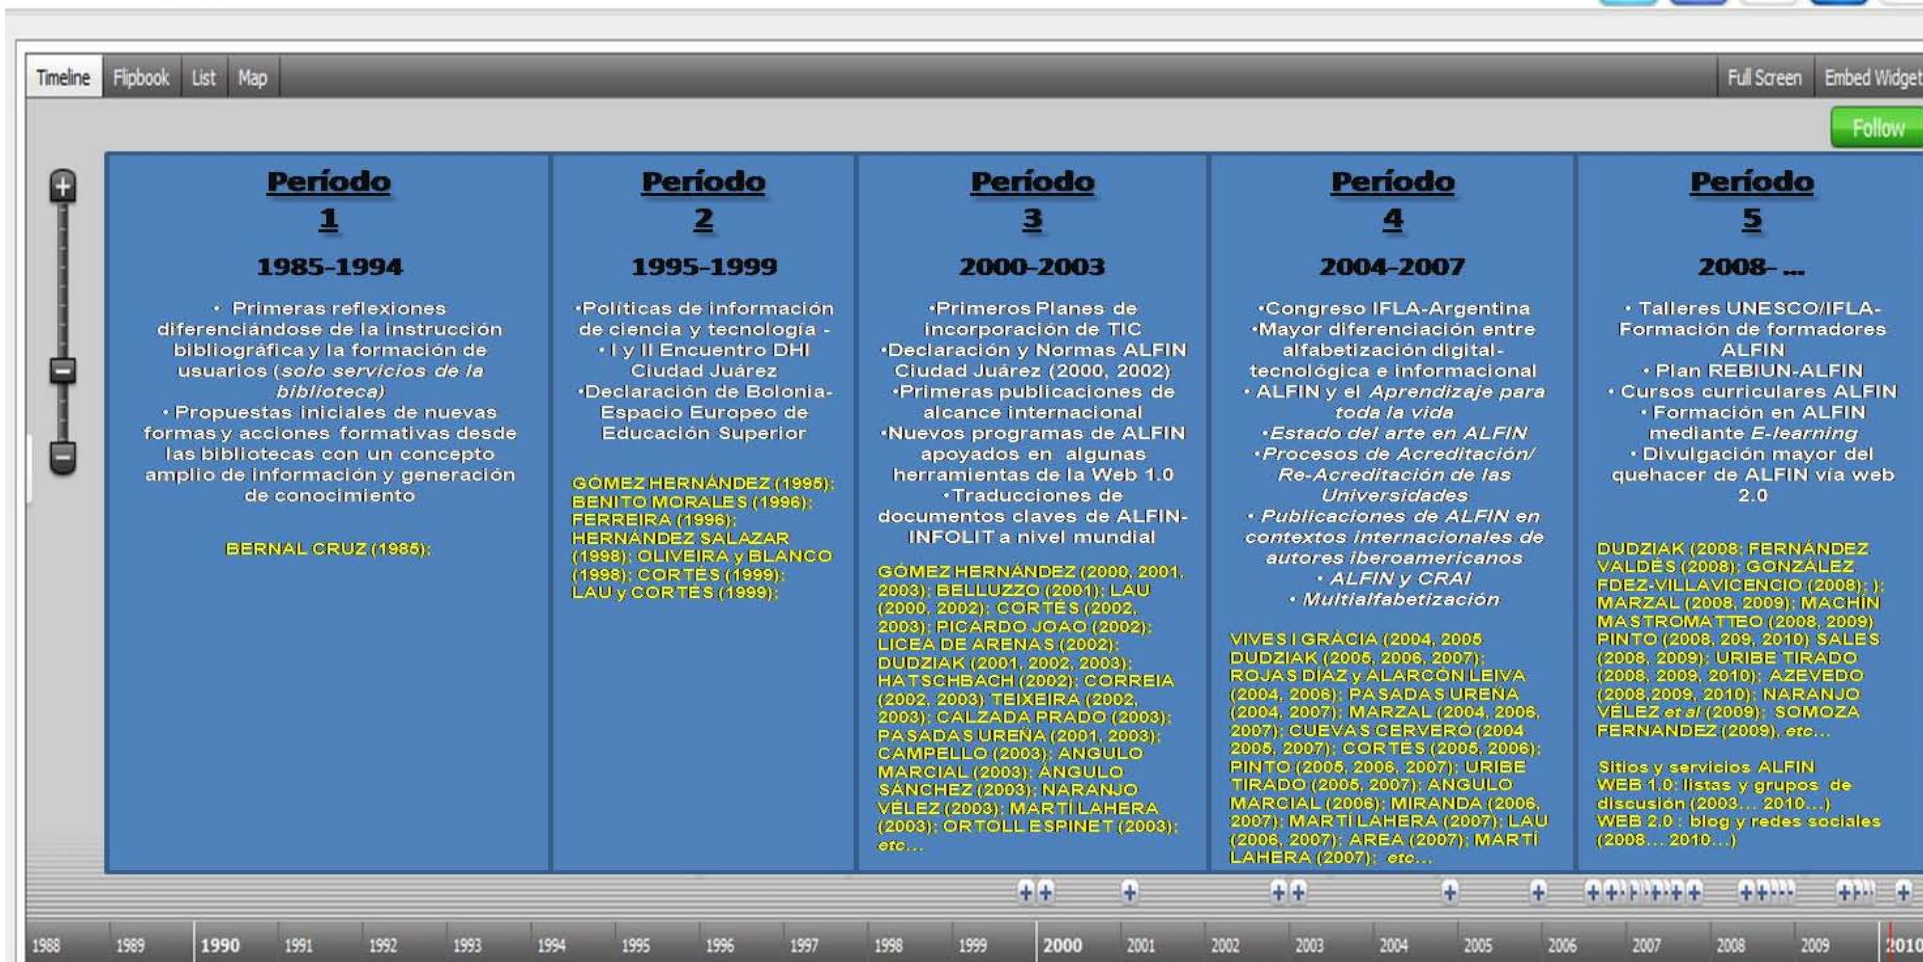 Timeline Flipbook List Map Full Screen Embed Widget
Follow
Período
1
1985-1994
• Primeras reflexiones
diferenciándose de la instrucción
bibliográfica y la formación de
usuarios (solo servicios de la
biblioteca)
• Propuestas iniciales de nuevas
formas y acciones formativas desde
las bibliotecas con un concepto
amplio de información y generación
de conocimiento
BERNAL CRUZ (1985);
Período
2
1995-1999
•Políticas de información
de ciencia y tecnología -
• I y II Encuentro DHI
Ciudad Juárez
•Declaración de Bolonia-
Espacio Europeo de
Educación Superior
GÓMEZ HERNÁNDEZ (1995);
BENITO MORALES (1996);
FERREIRA (1996);
HERNÁNDEZ SALAZAR
(1998); OLIVEIRA y BLANCO
(1998); CORTÉS (1999);
LAU y CORTÉS (1999);
Período
3
2000-2003
•Primeros Planes de
incorporación de TIC
•Declaración y Normas ALFIN
Ciudad Juárez (2000, 2002)
•Primeras publicaciones de
alcance internacional
•Nuevos programas de ALFIN
apoyados en algunas
herramientas de la Web 1.0
•Traducciones de
documentos claves de ALFIN-
INFOLIT a nivel mundial
GÓMEZ HERNÁNDEZ (2000, 2001,
2003); BELLUZZO (2001); LAU
(2000, 2002); CORTÉS (2002,
2003); PICARDO JOAO (2002);
LICEA DE ARENAS (2002);
DUDZIAK (2001, 2002, 2003);
HATSCHBACH (2002); CORREIA
(2002, 2003) TEIXEIRA (2002,
2003); CALZADA PRADO (2003);
PASADAS UREÑA (2001, 2003);
CAMPELLO (2003); ANGULO
MARCIAL (2003); ÁNGULO
SÁNCHEZ (2003); NARANJO
VÉLEZ (2003); MARTÍ LAHERA
(2003); ORTOLL ESPINET (2003);
etc...
Período
4
2004-2007
•Congreso IFLA-Argentina
•Mayor diferenciación entre
alfabetización digital-
tecnológica e informacional
• ALFIN y el Aprendizaje para
toda la vida
•Estado del arte en ALFIN
•Procesos de Acreditación/
Re-Acreditación de las
Universidades
• Publicaciones de ALFIN en
contextos internacionales de
autores iberoamericanos
• ALFIN y CRAI
• Multialfabetización
VIVES I GRÀCIA (2004, 2005
DUDZIAK (2005, 2006, 2007);
ROJAS DÍAZ y ALARCÓN LEIVA
(2004, 2006); PASADAS UREÑA
(2004, 2007); MARZAL (2004, 2006,
2007); CUEVAS CERVERÓ (2004
2005, 2007); CORTÉS (2005, 2006);
PINTO (2005, 2006, 2007); URIBE
TIRADO (2005, 2007); ANGULO
MARCIAL (2006); MIRANDA (2006,
2007); MARTÍ LAHERA (2007); LAU
(2006, 2007); AREA (2007); MARTÍ
LAHERA (2007); etc...
Período
5
2008- ...
• Talleres UNESCO/IFLA-
Formación de formadores
ALFIN
• Plan REBIUN-ALFIN
• Cursos curriculares ALFIN
• Formación en ALFIN
mediante E-learning
• Divulgación mayor del
quehacer de ALFIN vía web
2.0
DUDZIAK (2008; FERNÁNDEZ
VALDÉS (2008); GONZÁLEZ
FDEZ-VILLAVICENCIO (2008); );
MARZAL (2008, 2009); MACHÍN
MASTROMATTEO (2008, 2009)
PINTO (2008, 209, 2010) SALES
(2008, 2009); URIBE TIRADO
(2008, 2009, 2010); AZEVEDO
(2008,2009, 2010); NARANJO
VÉLEZ et al (2009); SOMOZA
FERNANDEZ (2009), etc...
Sitios y servicios ALFIN
WEB 1.0: listas y grupos de
discusión (2003... 2010...)
WEB 2.0 : blog y redes sociales
(2008... 2010...)
1988 1989 1990 1991 1992 1993 1994 1995 1996 1997 1998 1999 2000 2001 2002 2003 2004 2005 2006 2007 2008 2009 2010